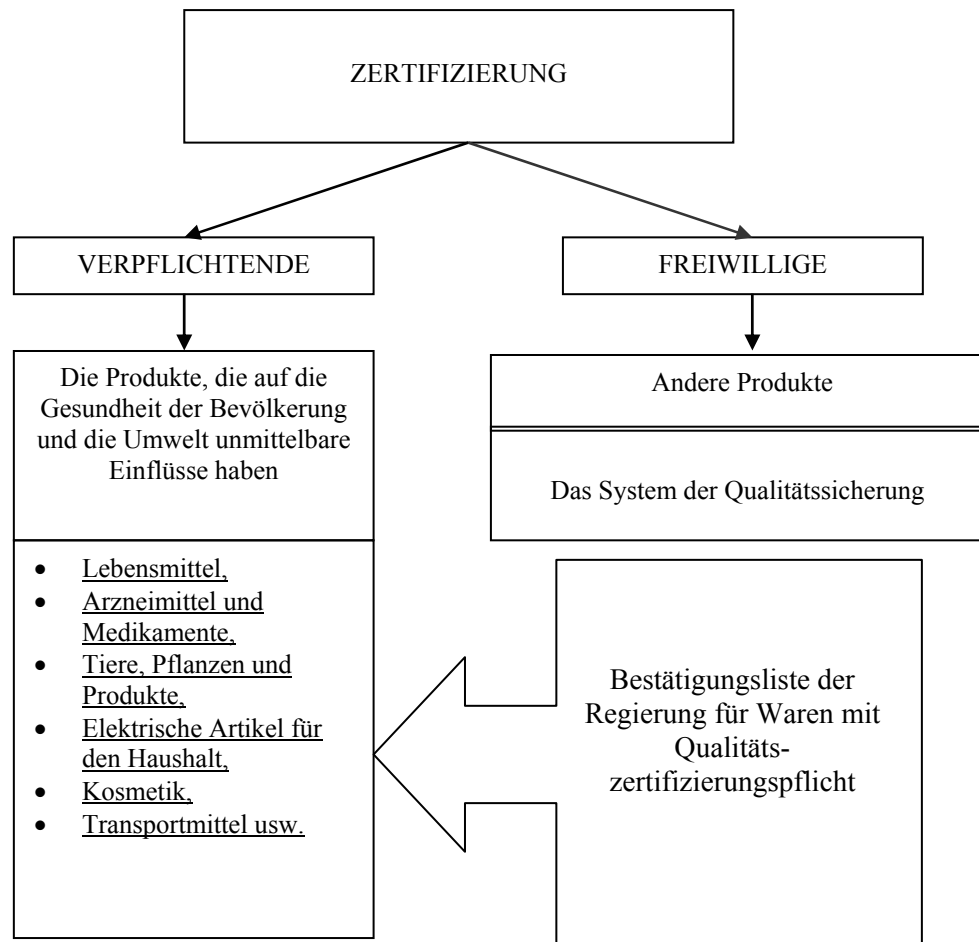 ZERTIFIZIERUNG
VERPFLICHTENDE
FREIWILLIGE
Die Produkte, die auf die
Gesundheit der Bevölkerung
und die Umwelt unmittelbare
Einflüsse haben
Andere Produkte
Das System der Qualitätssicherung
• Lebensmittel,
• Arzneimittel und
Medikamente,
• Tiere, Pflanzen und
Produkte,
• Elektrische Artikel für
den Haushalt,
• Kosmetik,
• Transportmittel usw.
Bestätigungsliste der
Regierung für Waren mit
Qualitäts-
zertifizierungspflicht